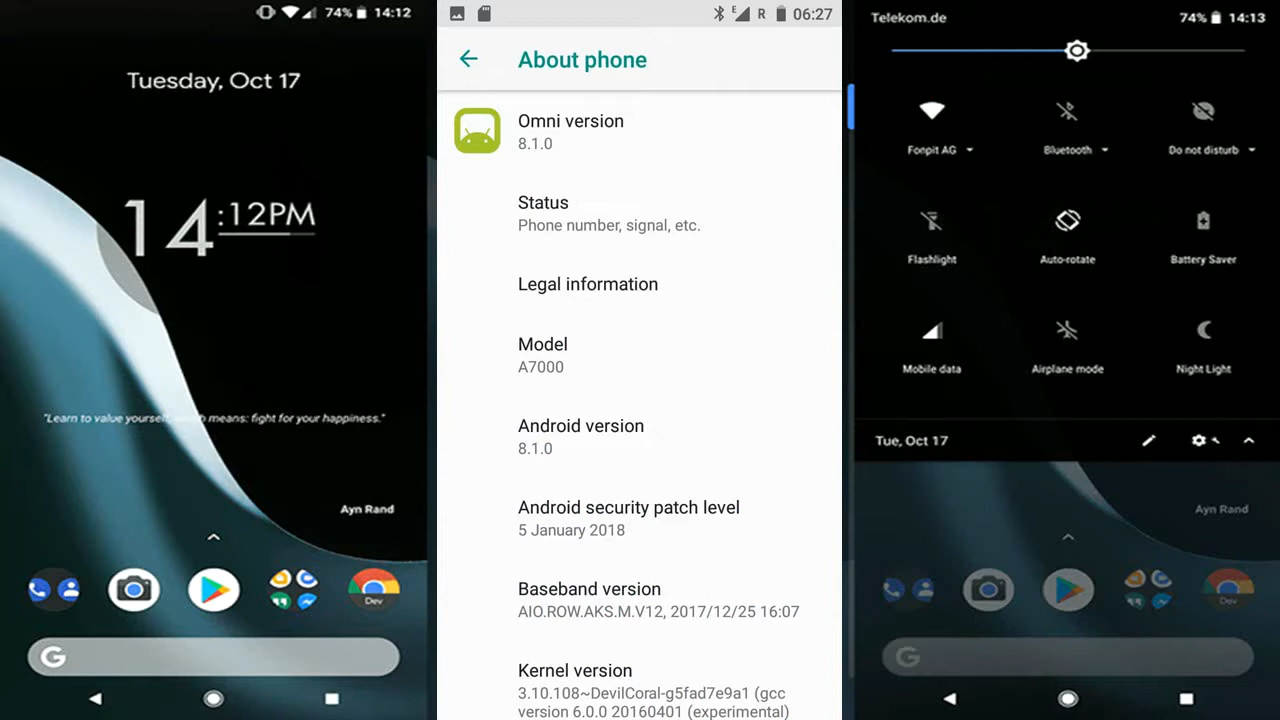 74% 14:12
Tuesday, Oct 17
14:12PM
"Learn to value yourself, which means: fight for your happiness."
Ayn Rand
Dev
G
E R 06:27
About phone
Omni version
8.1.0
Status
Phone number, signal, etc.
Legal information
Model
A7000
Android version
8.1.0
Android security patch level
5 January 2018
Baseband version
AIO.ROW.AKS.M.V12, 2017/12/25 16:07
Kernel version
3.10.108~DevilCoral-g5fad7e9a1 (gcc
version 6.0.0 20160401 (experimental)
Telekom.de 74% 14:13
Fonpit AG Bluetooth Do not disturb
Flashlight Auto-rotate Battery Saver
Mobile data Airplane mode Night Light
Tue, Oct 17
Ayn Rand
Dev
G